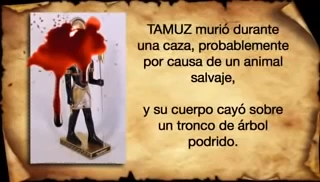 TAMUZ murió durante
una caza, probablemente
por causa de un animal
salvaje,
y su cuerpo cayó sobre
un tronco de árbol
podrido.